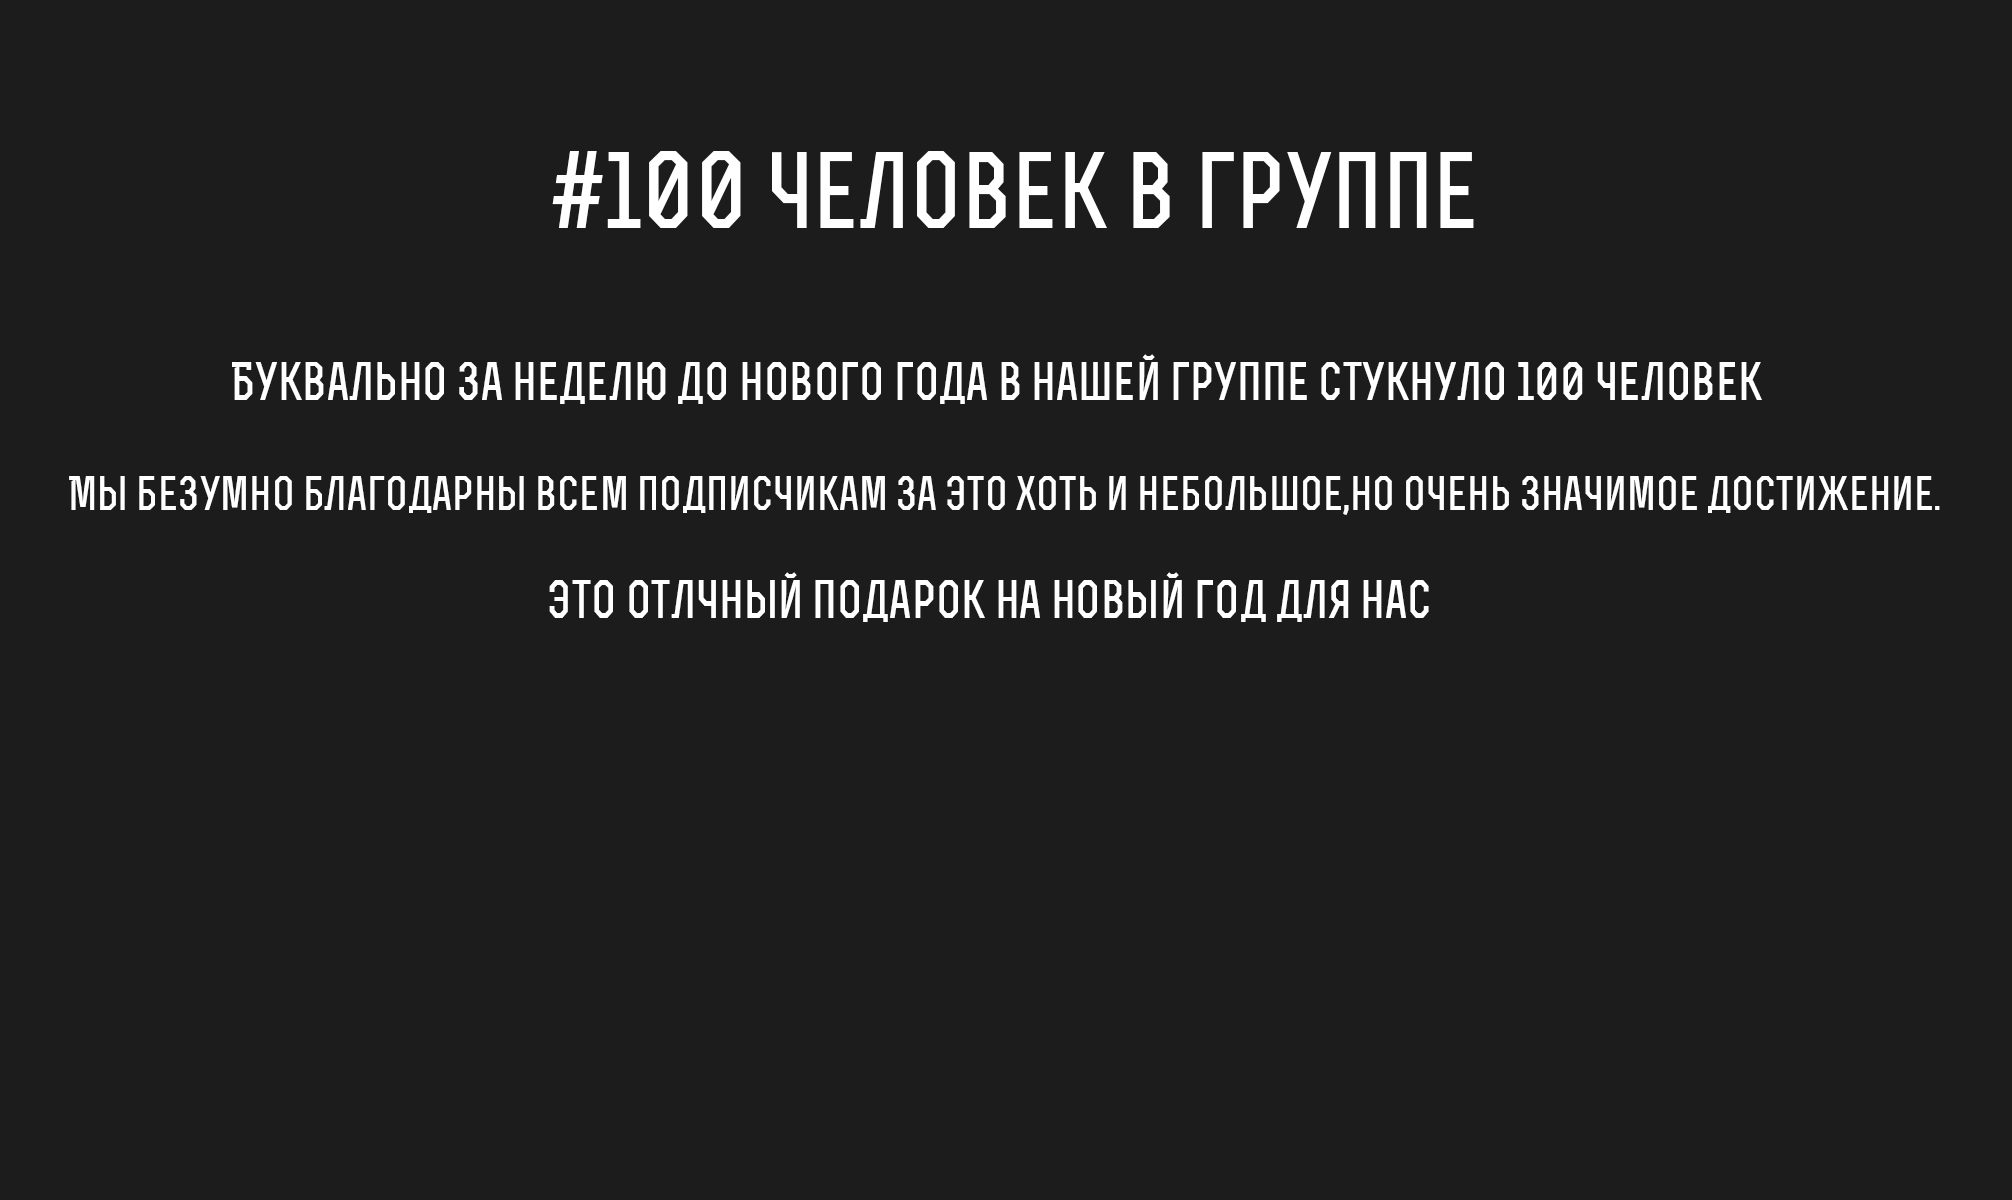 #100 ЧЕЛОВЕК В ГРУППЕ
БУКВАЛЬНО ЗА НЕДЕЛЮ ДО НОВОГО ГОДА В НАШЕЙ ГРУППЕ СТУКНУЛО 100 ЧЕЛОВЕК
МЫ БЕЗУМНО БЛАГОДАРНЫ ВСЕМ ПОДПИСЧИКАМ ЗА ЭТО ХОТЬ И НЕБОЛЬШОЕ,НО ОЧЕНЬ ЗНАЧИМОЕ ДОСТИЖЕНИЕ.
ЭТО ОТЛЧНЫЙ ПОДАРОК НА НОВЫЙ ГОД ДЛЯ НАС